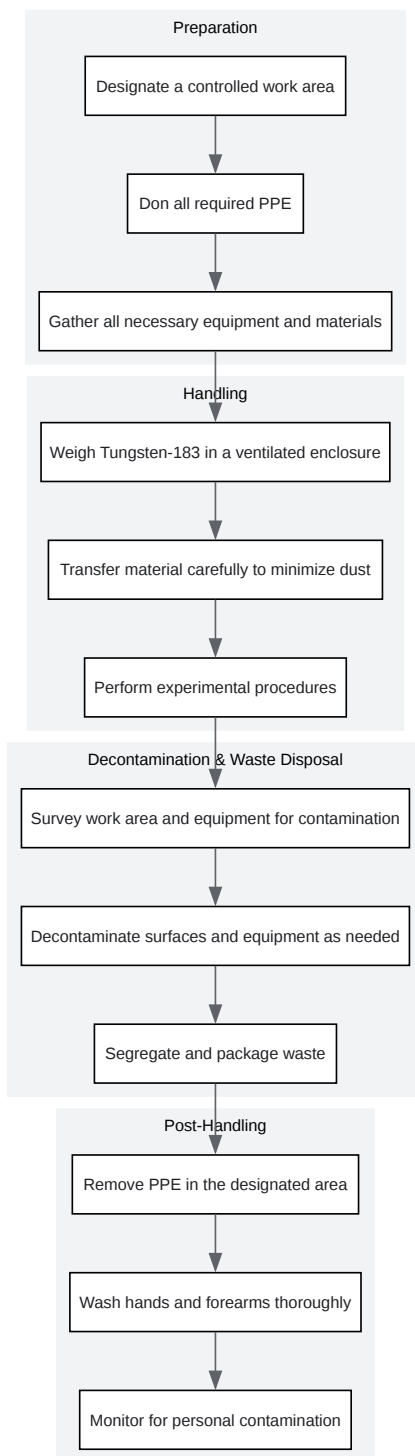 Preparation
Designate a controlled work area
Don all required PPE
Gather all necessary equipment and materials
Handling
Weigh Tungsten-183 in a ventilated enclosure
Transfer material carefully to minimize dust
Perform experimental procedures
Decontamination & Waste Disposal
Survey work area and equipment for contamination
Decontaminate surfaces and equipment as needed
Segregate and package waste
Post-Handling
Remove PPE in the designated area
Wash hands and forearms thoroughly
Monitor for personal contamination